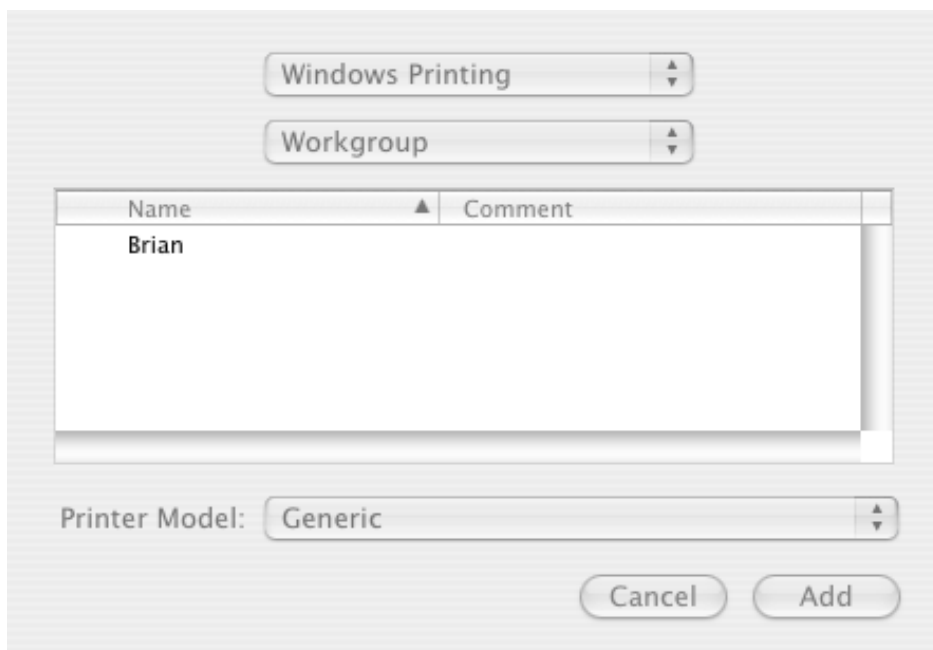 Windows Printing
Workgroup
Name Comment
Brian
Printer Model: Generic
Cancel Add